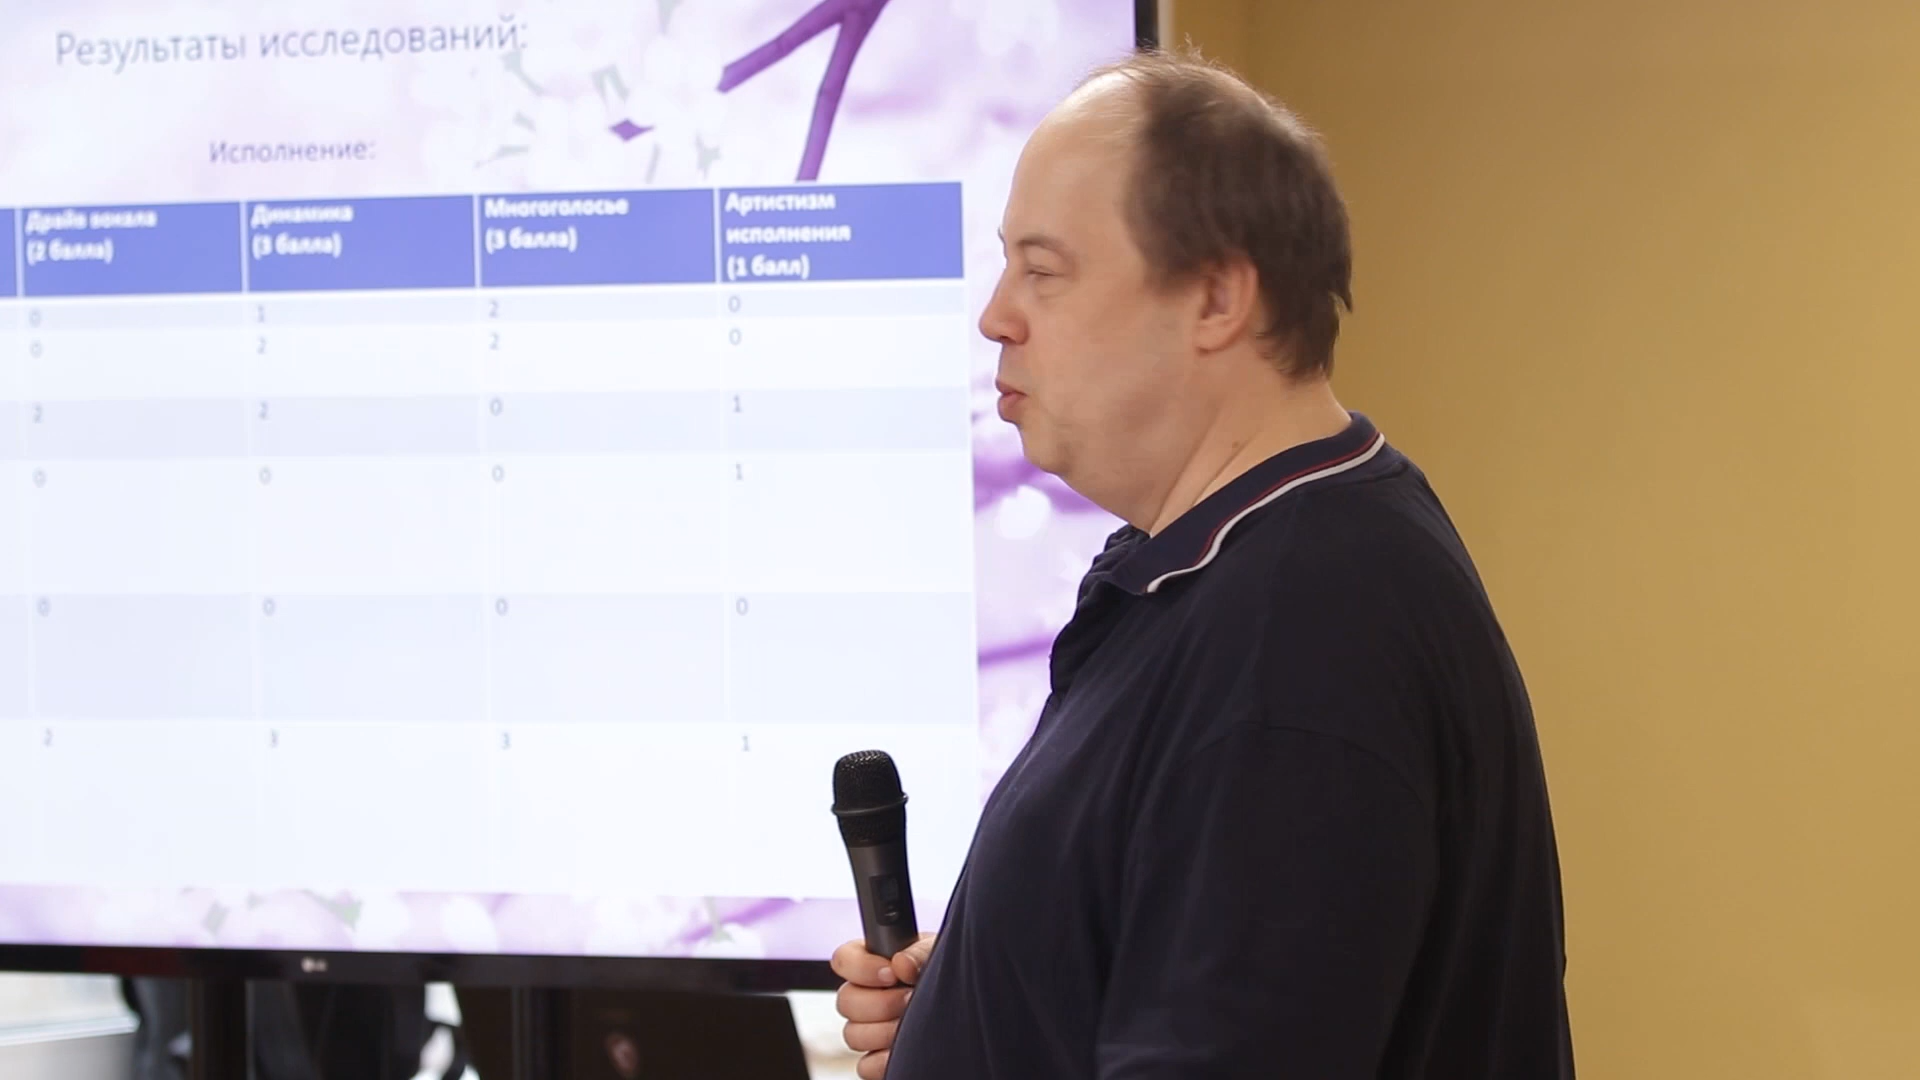 Результаты исследований:
Исполнение:
Драйв вокала
(2 балла)
Динамика
(3 балла)
Многоголосье
(3 балла)
Артистизм
исполнения
(1 балл)
0 1 2 0
0 2 2 0
2 2 0 1
0 0 0 1
0 0 0 0
2 3 3 1
LG